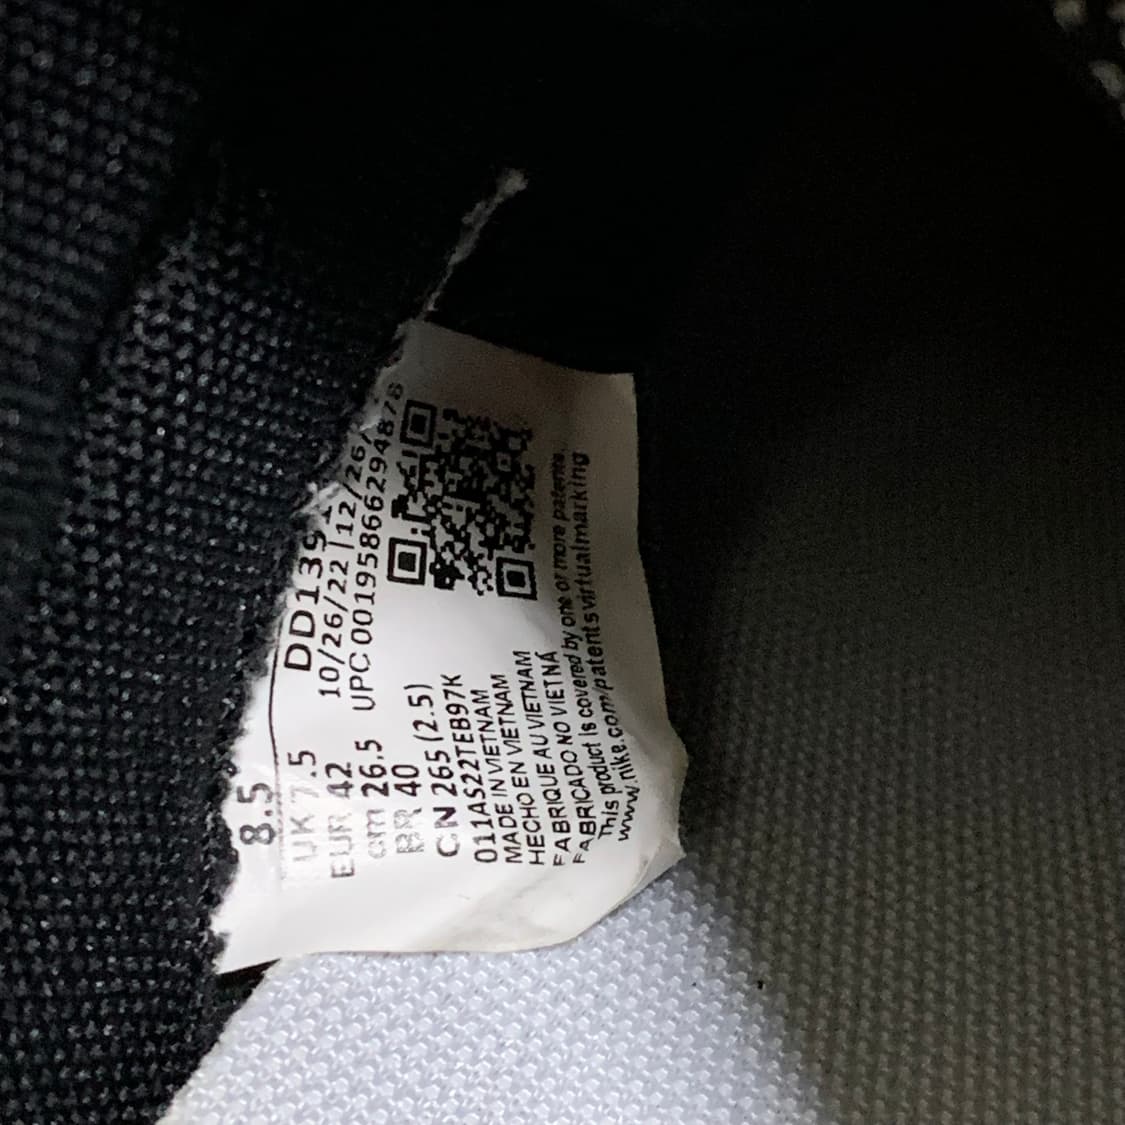 8.5
UK 7.5 DD139
EUR 42 10/26/22 | 12/26/
cm 26.5 UPC 00195866294878
BR 40
CN 265 (2.5)
011AS22TEB97K
MADE IN VIETNAM
HECHO EN VIETNAM
FABRIQUE AU VIETNAM
FABRICADO NO VIETNÃ
This product is covered by one or more patents.
www.nike.com/patentsvirtualmarking